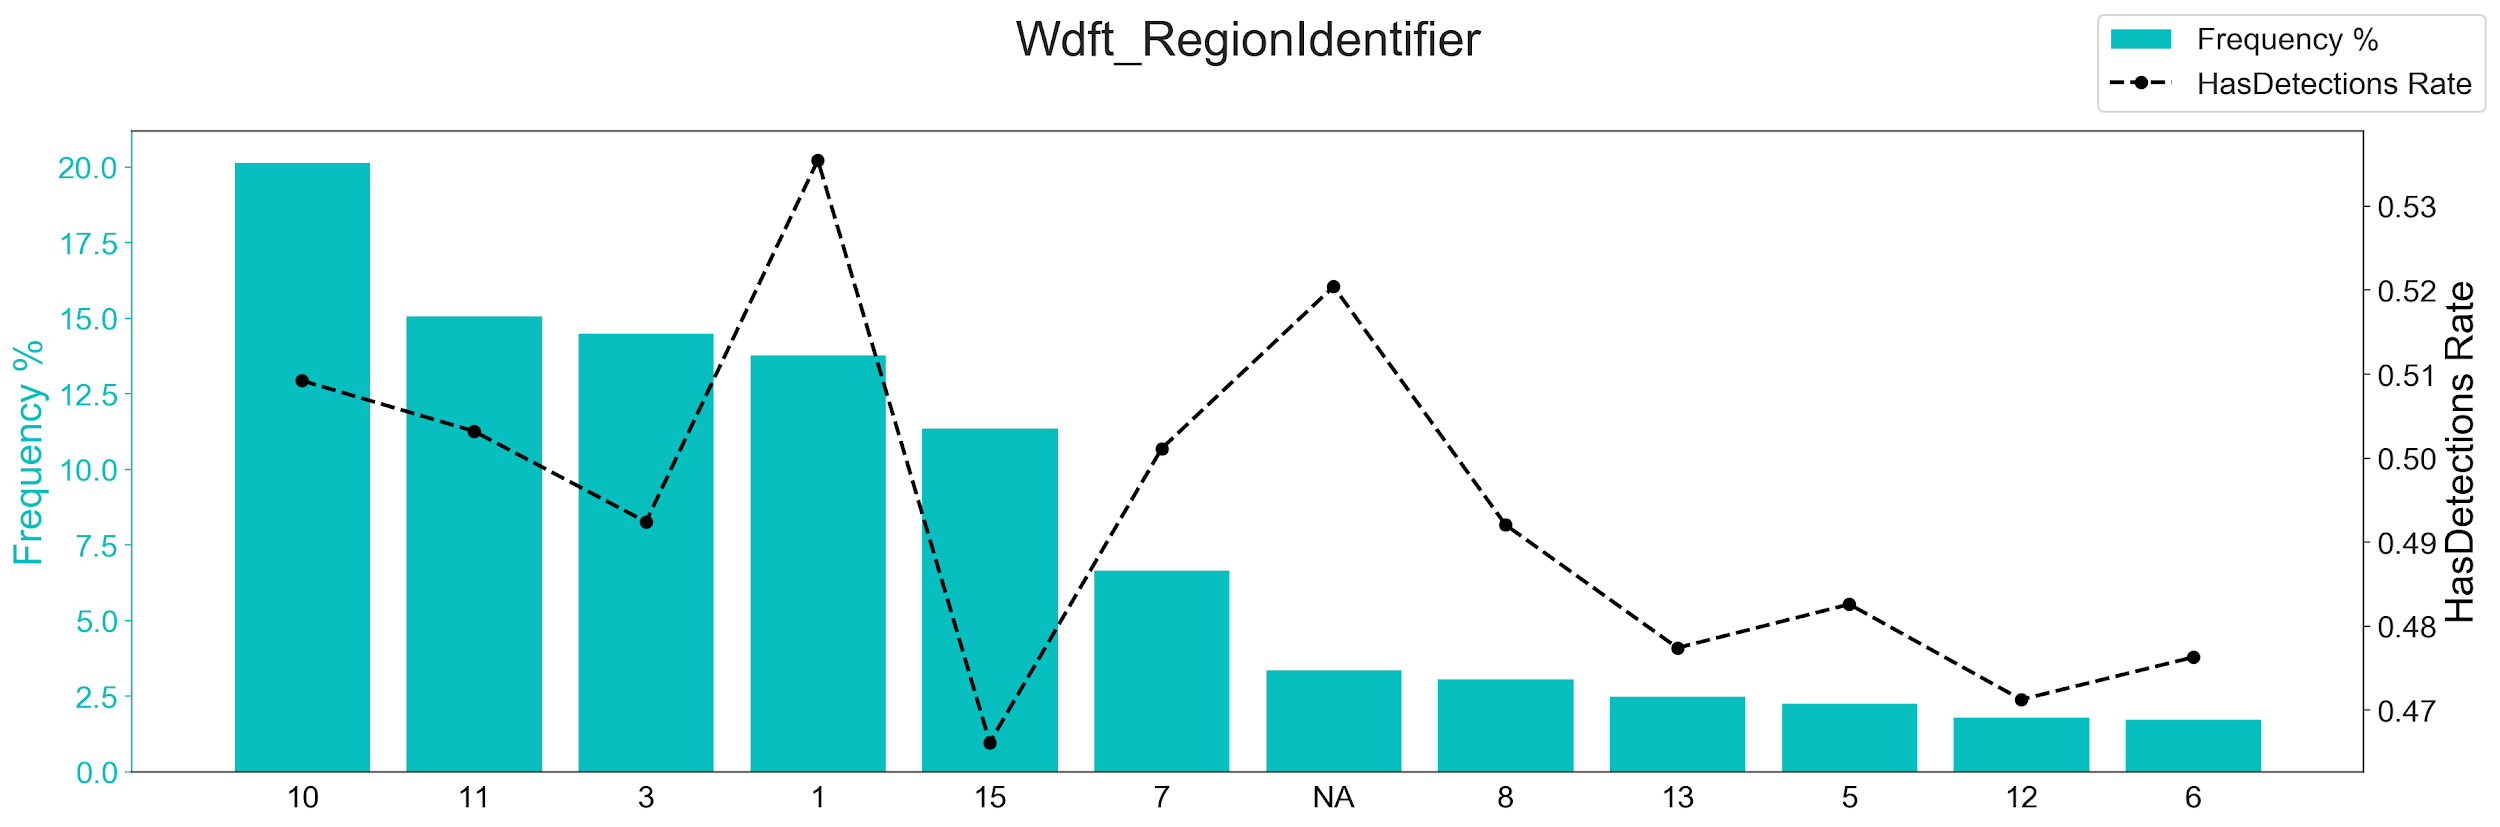 Wdft_RegionIdentifier
Frequency %
HasDetections Rate
20.0
17.5
15.0
12.5
10.0
7.5
5.0
2.5
0.0
Frequency %
0.53
0.52
0.51
0.50
0.49
0.48
0.47
HasDetections Rate
10 11 3 1 15 7 NA 8 13 5 12 6